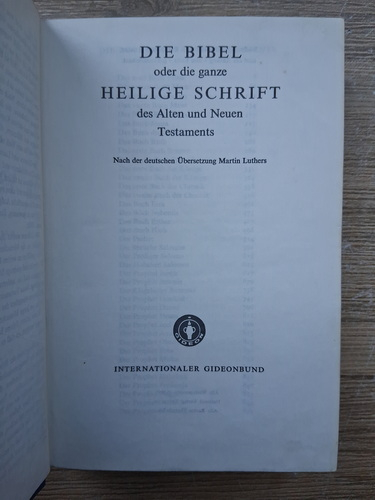 DIE BIBEL
oder die ganze
HEILIGE SCHRIFT
des Alten und Neuen
Testaments
Nach der deutschen Übersetzung Martin Luthers
GIDEON
INTERNATIONALER GIDEONBUND